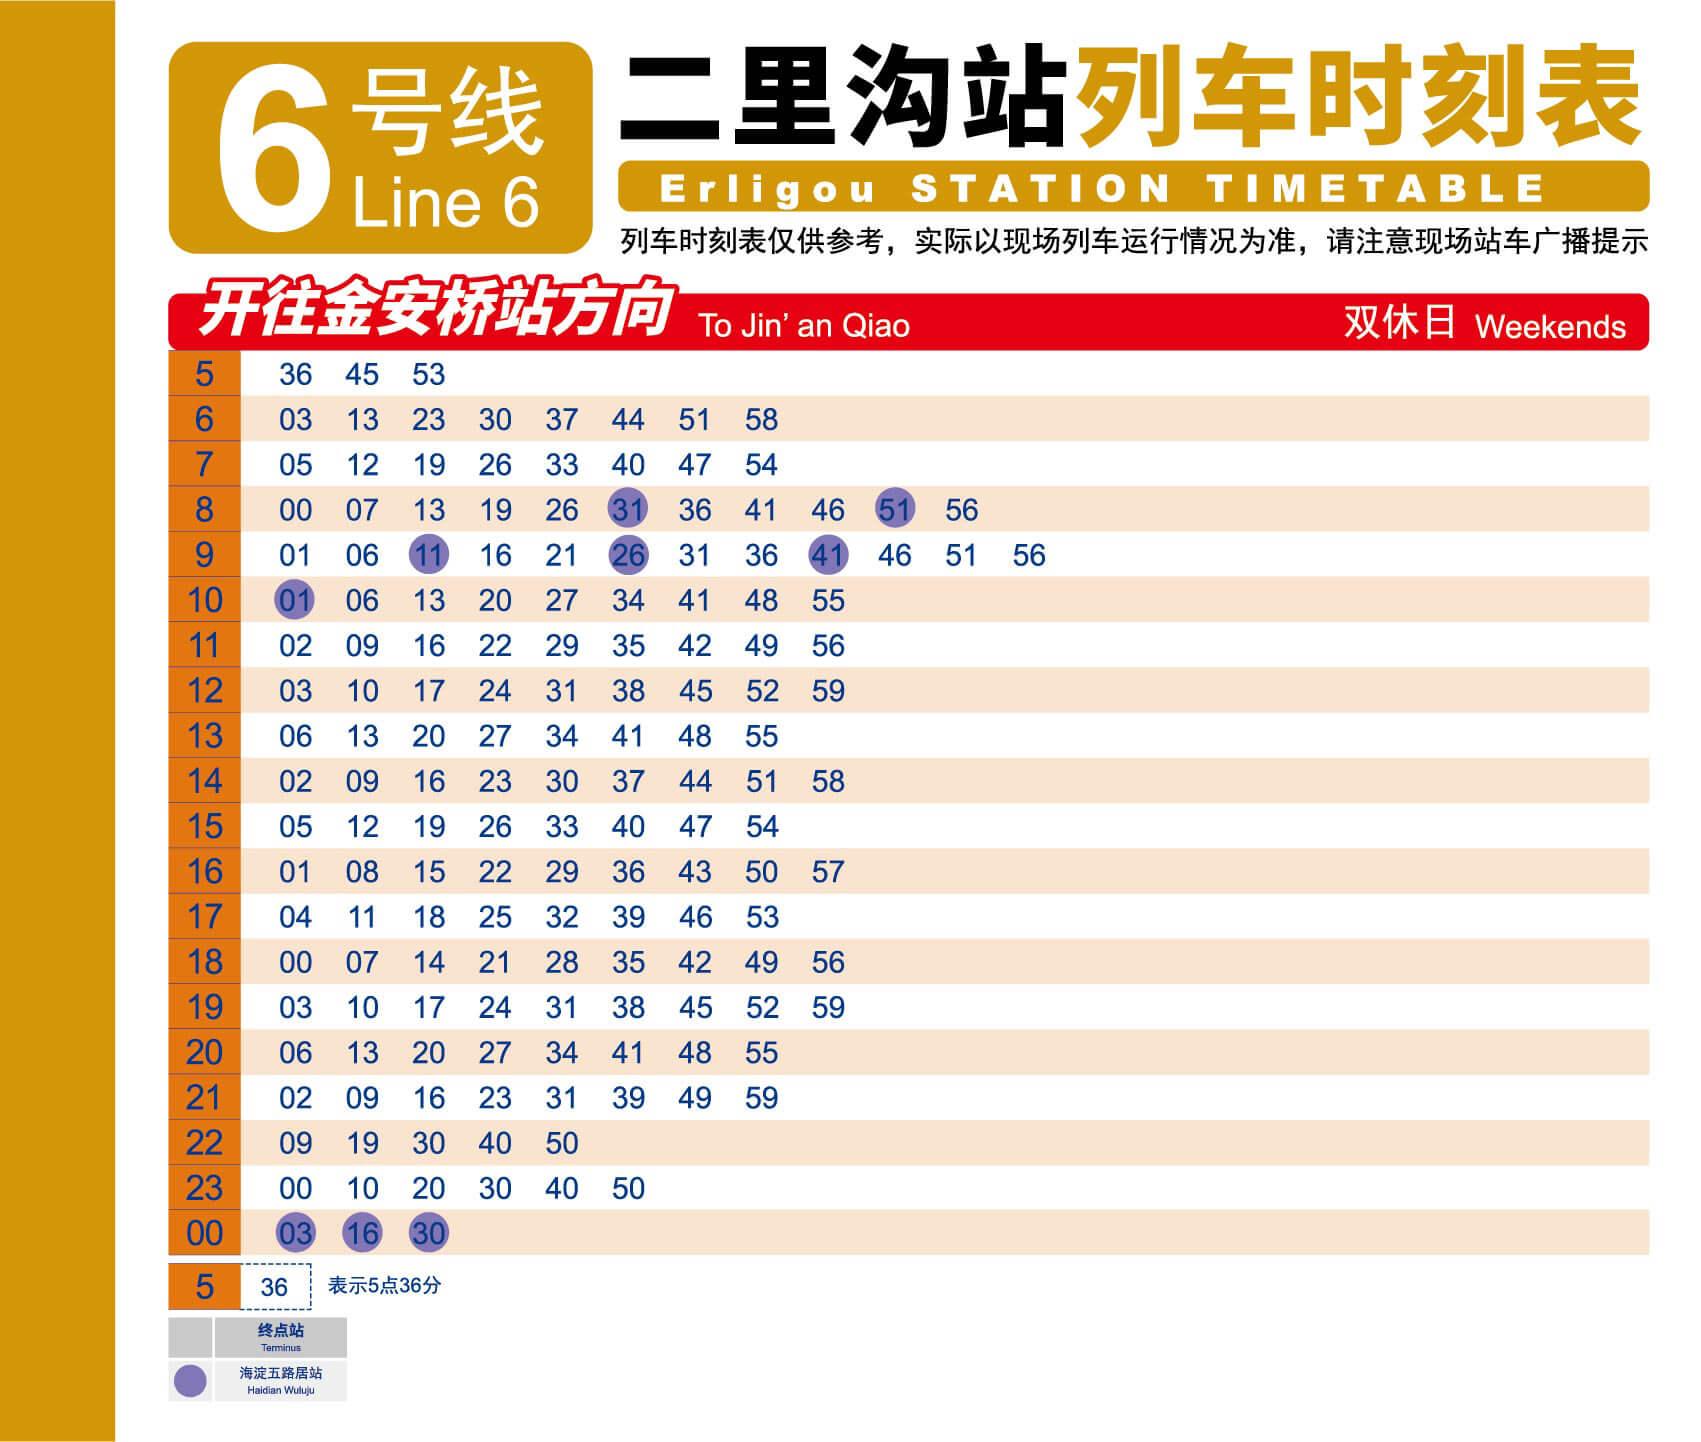 6号线
Line 6
二里沟站列车时刻表
Erligou STATION TIMETABLE
列车时刻表仅供参考，实际以现场列车运行情况为准，请注意现场站车广播提示
开往金安桥站方向 To Jin' an Qiao 双休日 Weekends
5 36 45 53
6 03 13 23 30 37 44 51 58
7 05 12 19 26 33 40 47 54
8 00 07 13 19 26 31 36 41 46 51 56
9 01 06 11 16 21 26 31 36 41 46 51 56
10 01 06 13 20 27 34 41 48 55
11 02 09 16 22 29 35 42 49 56
12 03 10 17 24 31 38 45 52 59
13 06 13 20 27 34 41 48 55
14 02 09 16 23 30 37 44 51 58
15 05 12 19 26 33 40 47 54
16 01 08 15 22 29 36 43 50 57
17 04 11 18 25 32 39 46 53
18 00 07 14 21 28 35 42 49 56
19 03 10 17 24 31 38 45 52 59
20 06 13 20 27 34 41 48 55
21 02 09 16 23 31 39 49 59
22 09 19 30 40 50
23 00 10 20 30 40 50
00 03 16 30
5 36 表示5点36分
终点站
Terminus
海淀五路居站
Haidian Wuluju